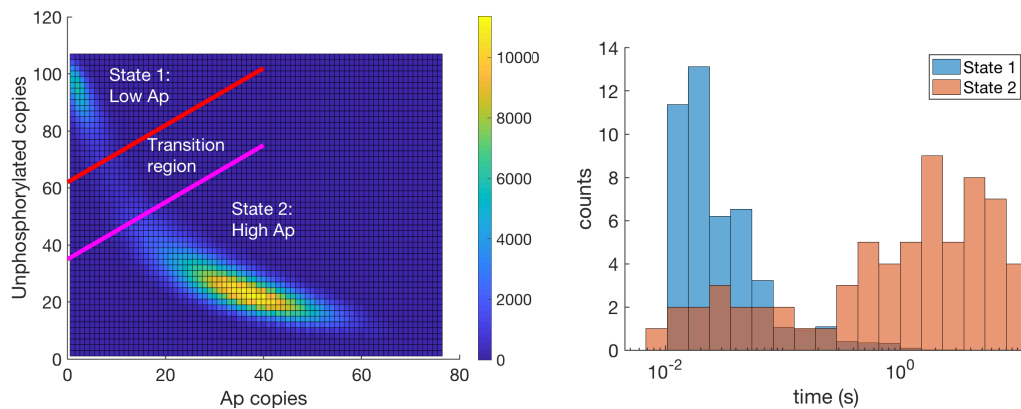 120
100
80
60
40
20
0
Unphosphorylated copies
State 1:
Low Ap
Transition
region
State 2:
High Ap
0 20 40 60 80
Ap copies
10000
8000
6000
4000
2000
0
14
12
10
8
6
4
2
0
counts
State 1
State 2
10⁻² 10⁰
time (s)